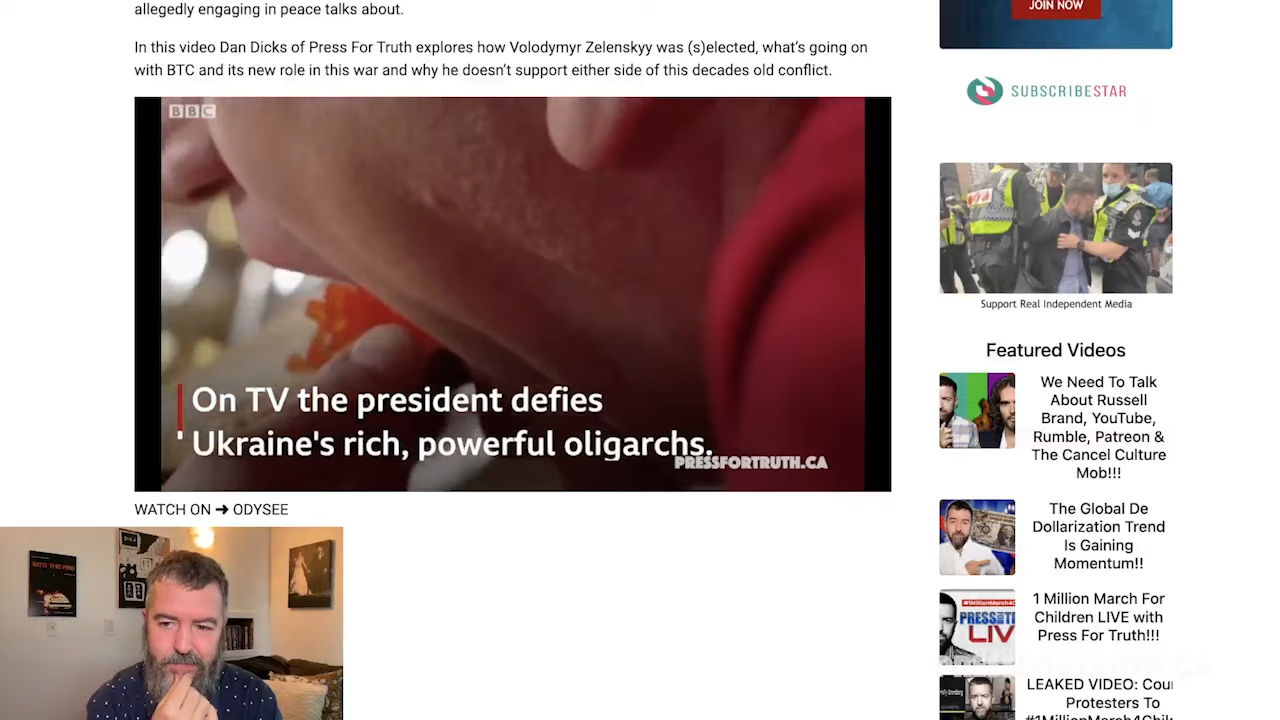 allegedly engaging in peace talks about.
In this video Dan Dicks of Press For Truth explores how Volodymyr Zelenskyy was (s)elected, what's going on
with BTC and its new role in this war and why he doesn't support either side of this decades old conflict.
BBC
On TV the president defies
Ukraine's rich, powerful oligarchs.
PRESSFORTRUTH.CA
WATCH ON ➔ ODYSEE
INTO THE FIRE
JOIN NOW
SUBSCRIBESTAR
Support Real Independent Media
Featured Videos
We Need To Talk
About Russell
Brand, YouTube,
Rumble, Patreon &
The Cancel Culture
Mob!!!
The Global De
Dollarization Trend
Is Gaining
Momentum!!
1 Million March For
Children LIVE with
Press For Truth!!!
LEAKED VIDEO: Cou
Protesters To